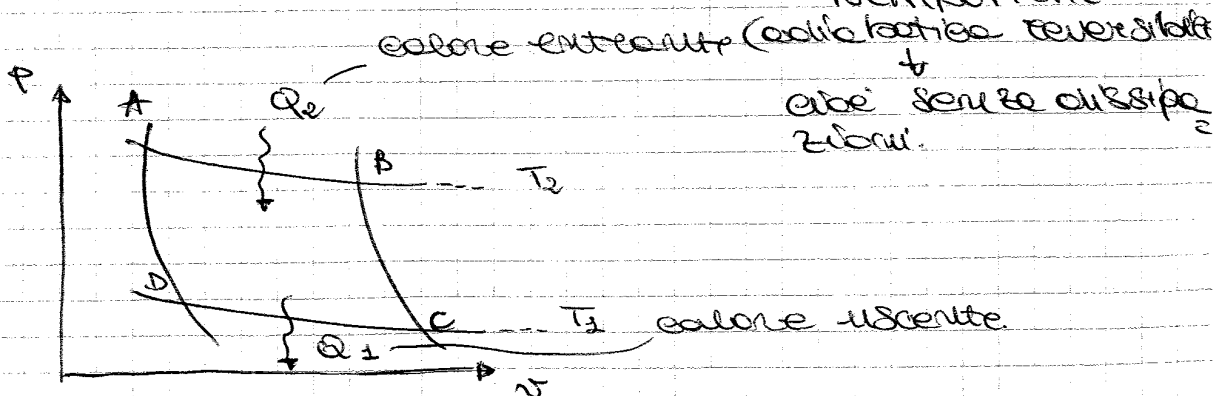 calore entrante (adiabatica reversibile
cioè senza dissipa=
zioni.
P
A
Q2
B
T2
D
C
T1 calore uscente.
Q1
v